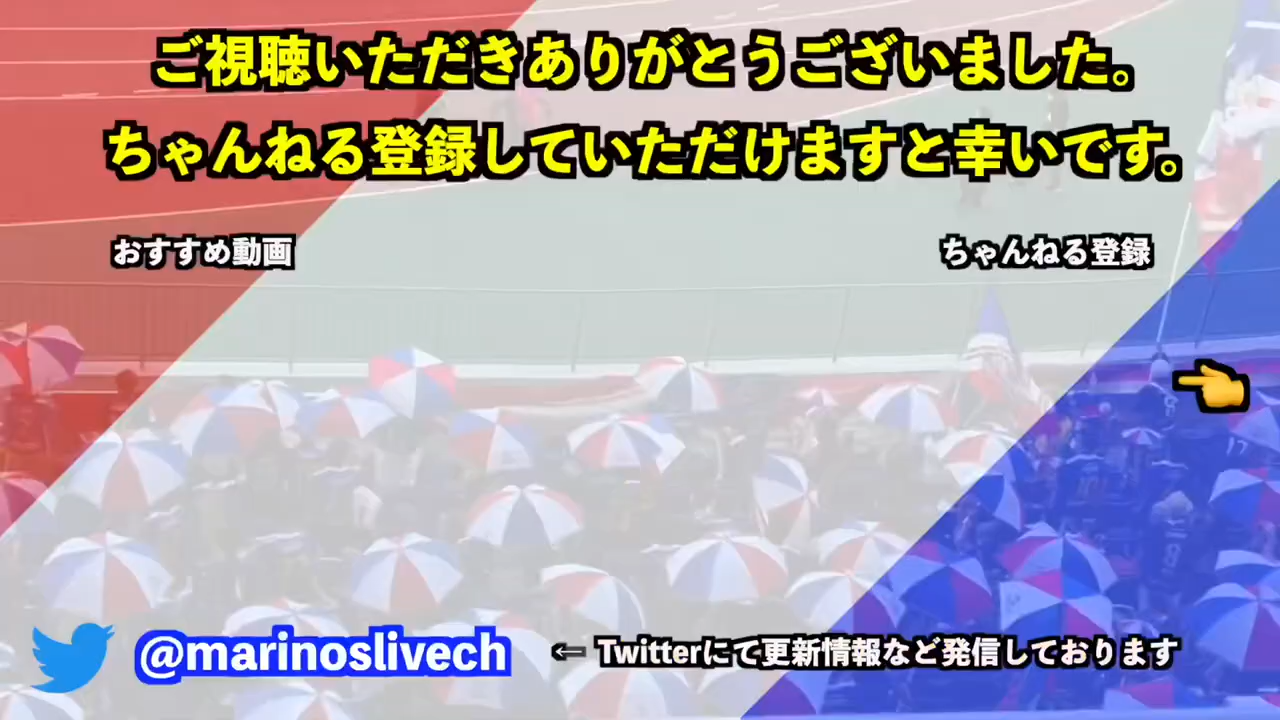 ご視聴いただきありがとうございました。
ちゃんねる登録していただけますと幸いです。
おすすめ動画
ちゃんねる登録
@marinoslivech
← Twitterにて更新情報など発信しております